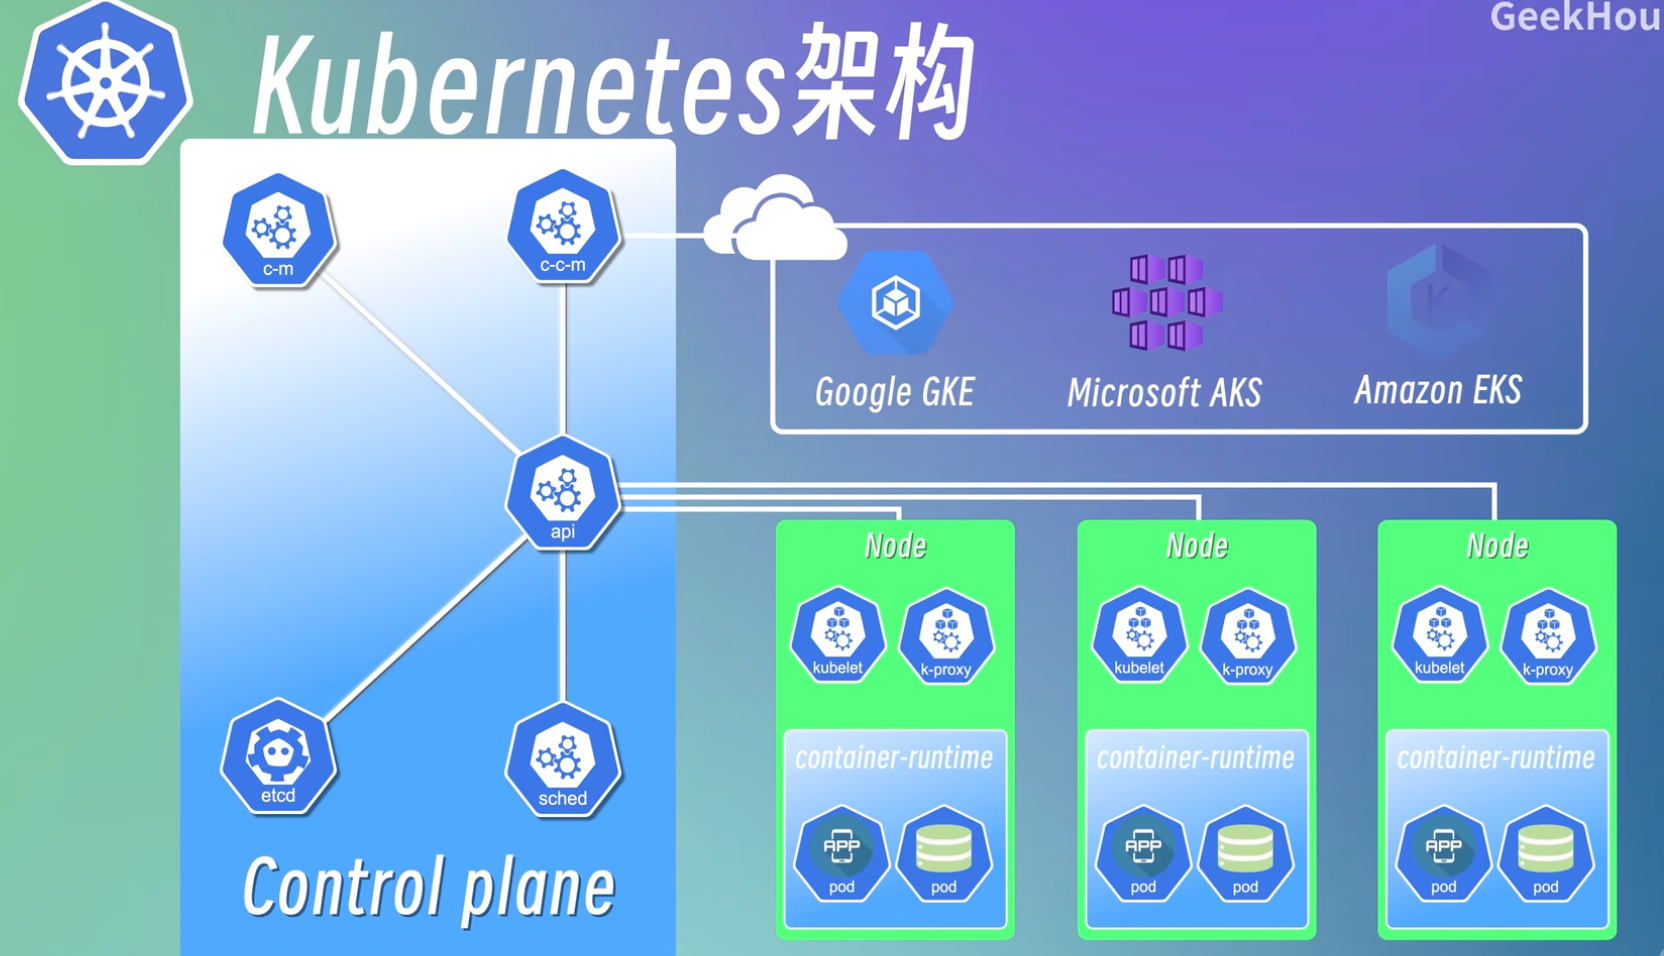 GeekHou
Kubernetes架构
c-m
c-c-m
Google GKE
Microsoft AKS
Amazon EKS
K
api
Node
Node
Node
kubelet
k-proxy
kubelet
k-proxy
kubelet
k-proxy
container-runtime
container-runtime
container-runtime
etcd
sched
APP
pod
pod
APP
pod
pod
APP
pod
pod
Control plane